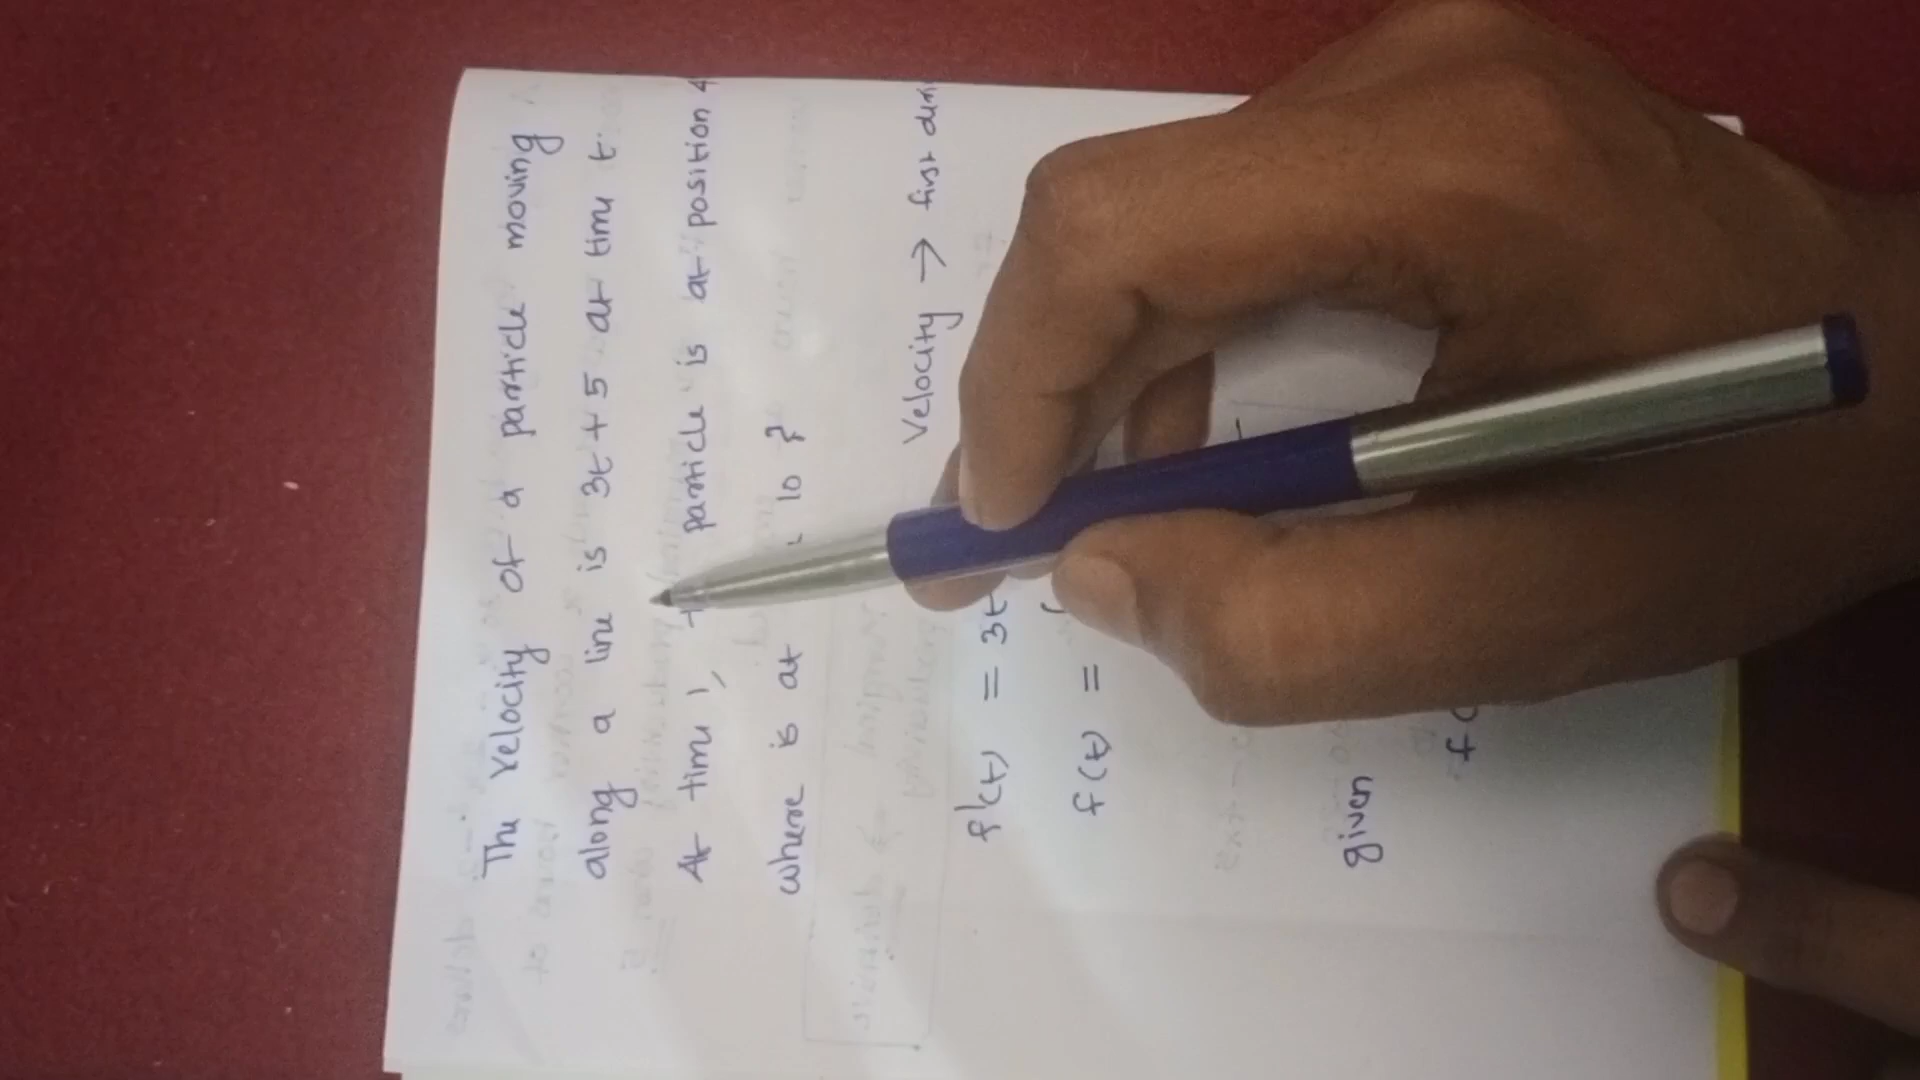 The velocity of a particle moving
along a line is 3t + 5 at time t.
At time 1, particle is at position 4
where is at 10 ?
Velocity → first
f'(t) = 3t
f(t) =
given
f